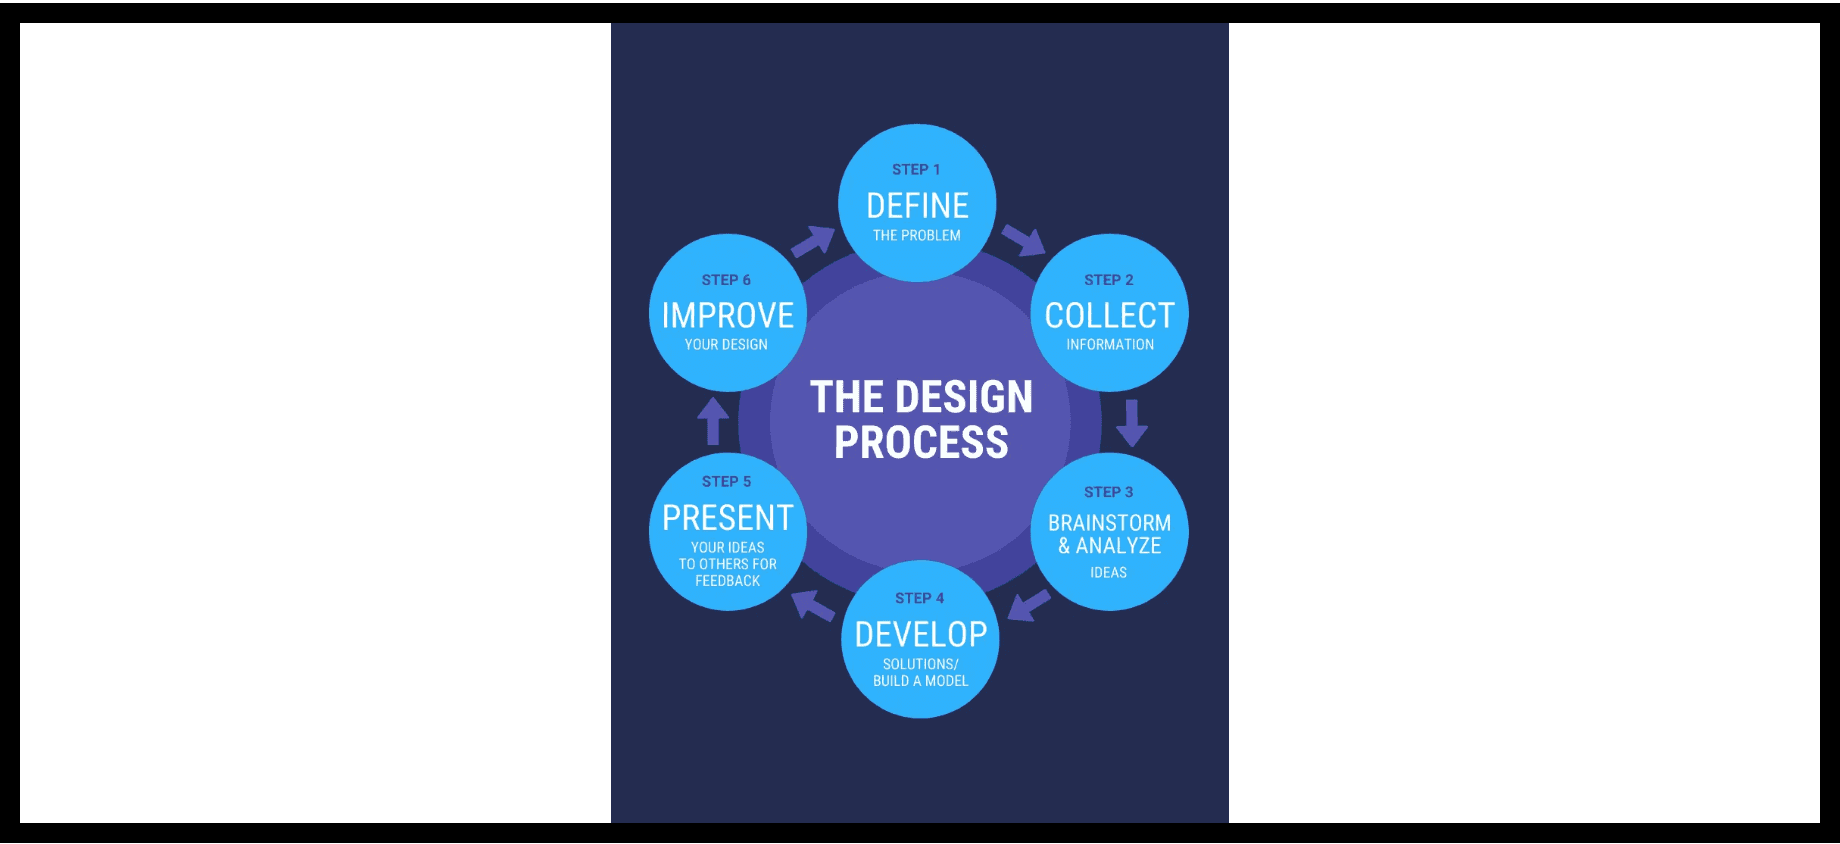 STEP 1
DEFINE
THE PROBLEM
STEP 2
COLLECT
INFORMATION
STEP 3
BRAINSTORM
& ANALYZE
IDEAS
STEP 4
DEVELOP
SOLUTIONS/
BUILD A MODEL
STEP 5
PRESENT
YOUR IDEAS
TO OTHERS FOR
FEEDBACK
STEP 6
IMPROVE
YOUR DESIGN
THE DESIGN
PROCESS